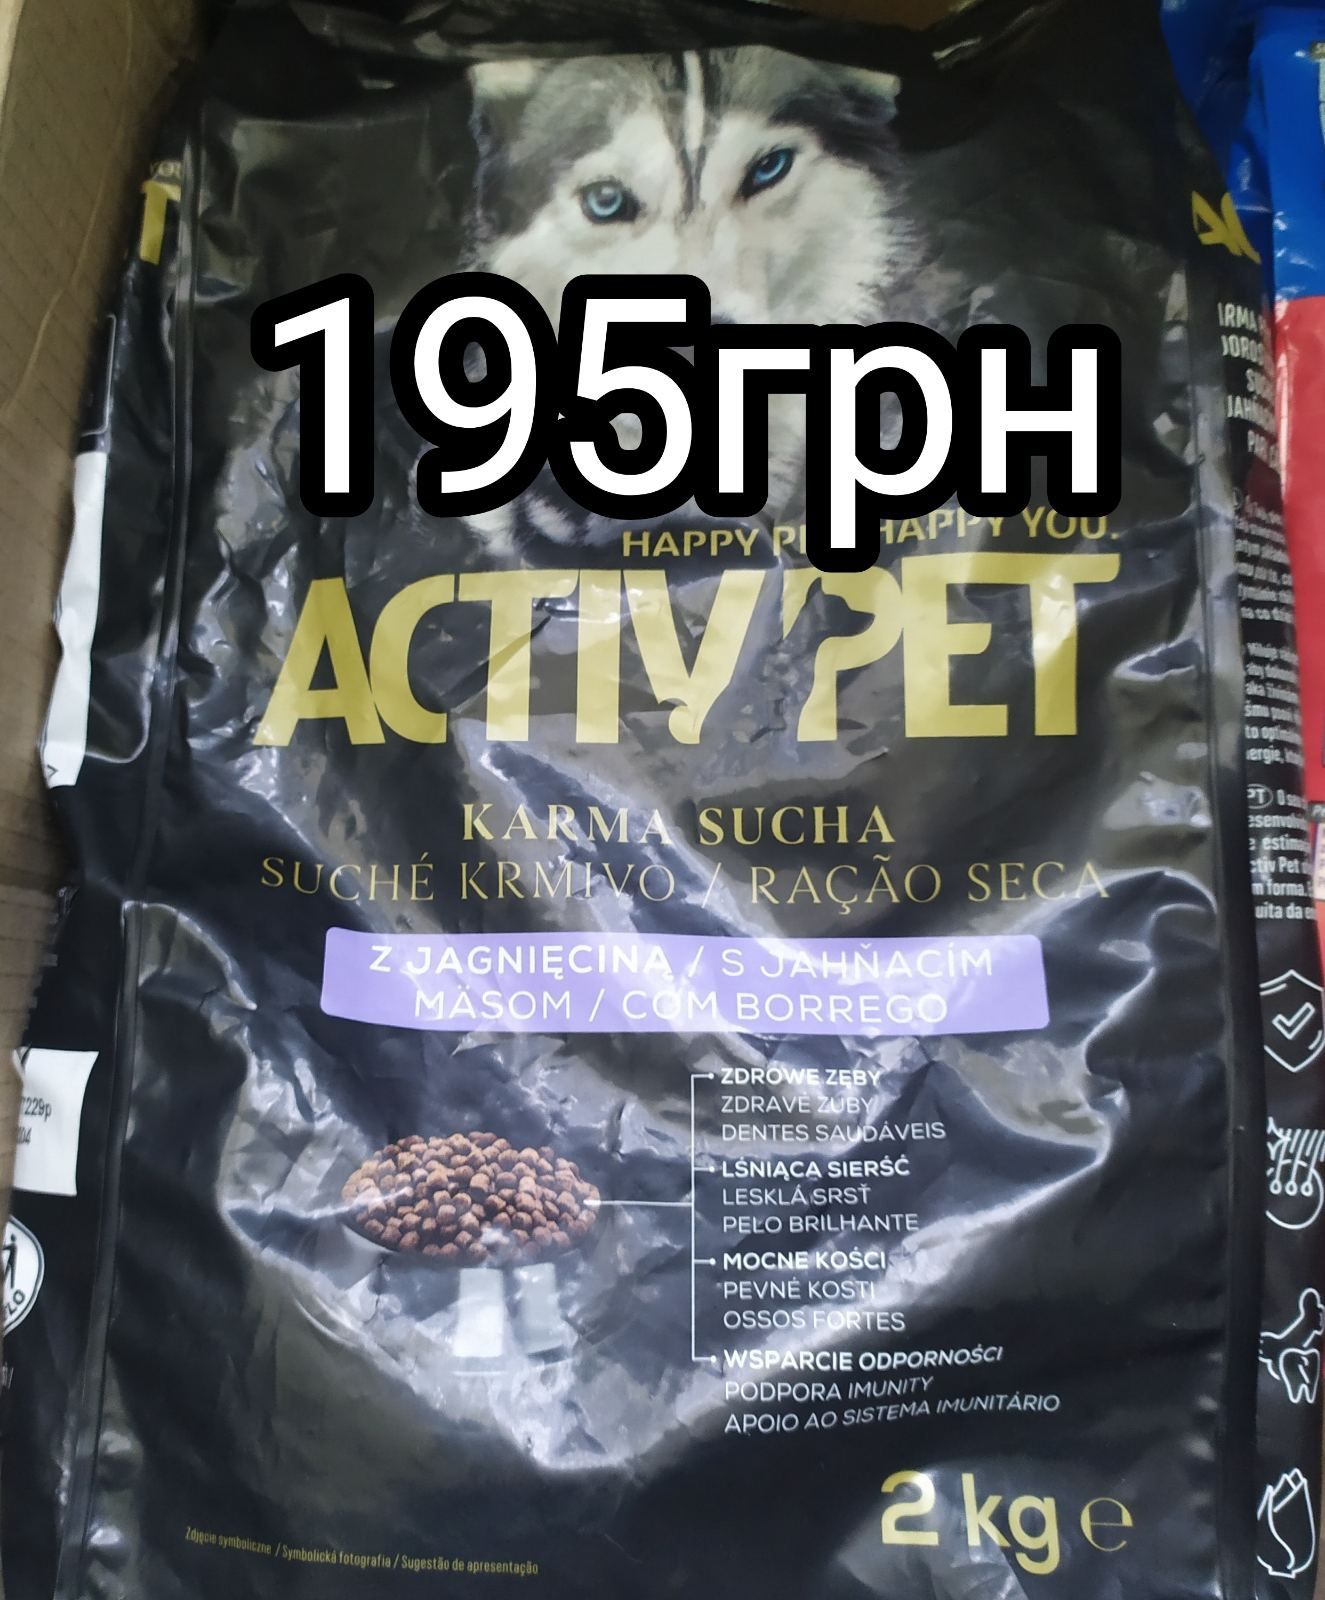 195грн
HAPPY HAPPY YOU.
ACTIV PET
KARMA SUCHA
SUCHÉ KRMIVO / RAÇÃO SECA
Z JAGNIĘCINĄ / S JAHŇACÍM
MÄSOM / COM BORREGO
ZDROWE ZĘBY
ZDRAVÉ ZUBY
DENTES SAUDÁVEIS
LŚNIĄCA SIERŚĆ
LESKLÁ SRSŤ
PELO BRILHANTE
MOCNE KOŚCI
PEVNÉ KOSTI
OSSOS FORTES
WSPARCIE ODPORNOŚCI
PODPORA IMUNITY
APOIO AO SISTEMA IMUNITÁRIO
2 kg ℮
Zdjęcie symboliczne / Symbolická fotografia / Sugestão de apresentação